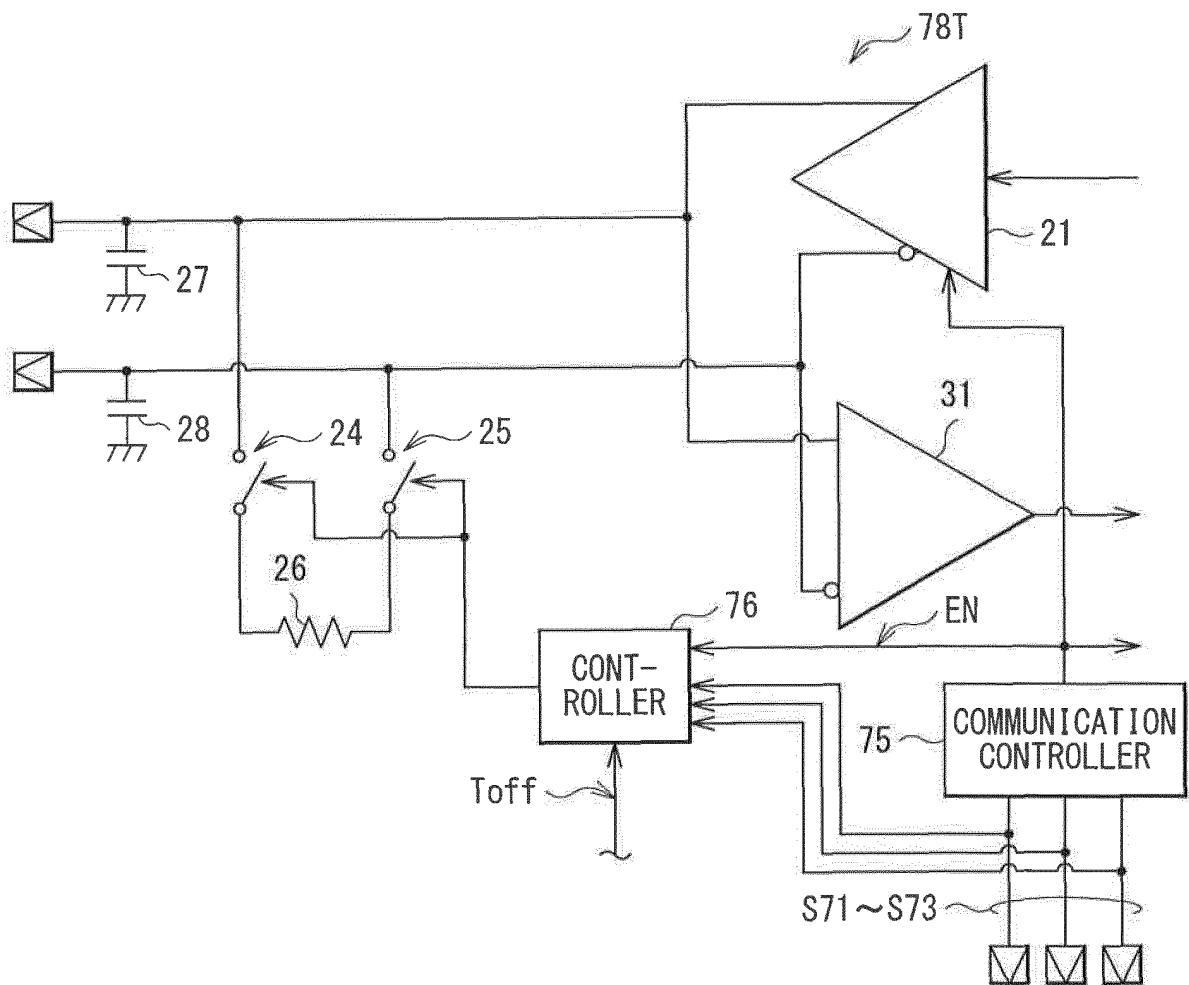 78T
21
27
28
24
25
31
26
76
EN
CONT-
ROLLER
75
COMMUNICATION
CONTROLLER
Toff
S71~S73